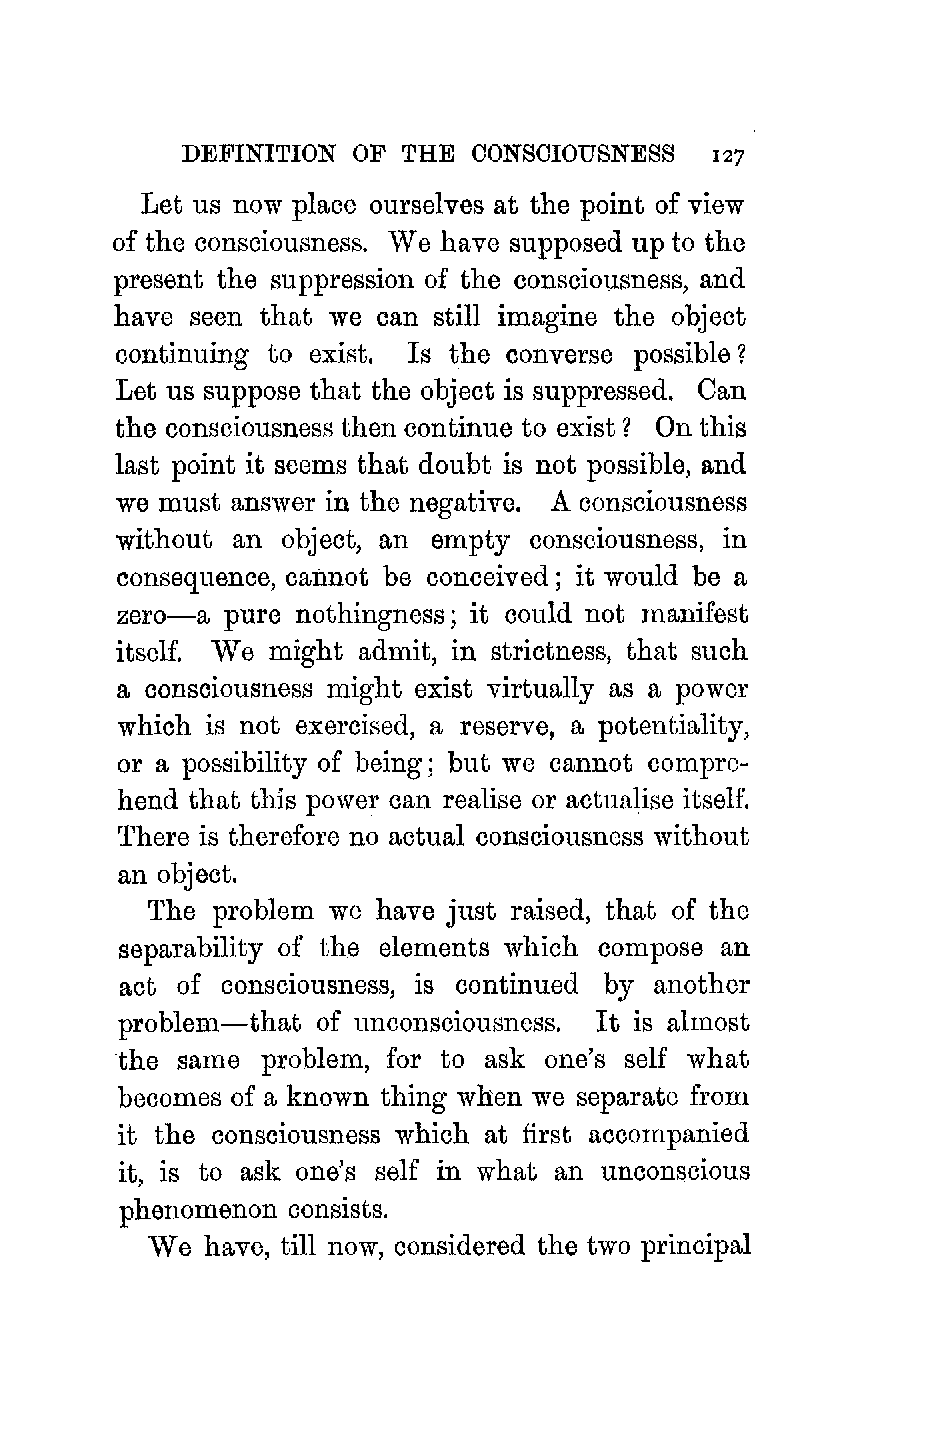 DEFINITION OF THE CONSCIOUSNESS 127
Let us now place ourselves at the point of view
of the consciousness. We have supposed up to the
present the suppression of the consciousness, and
have seen that we can still imagine the object
continuing to exist. Is the converse possible?
Let us suppose that the object is suppressed. Can
the consciousness then continue to exist? On this
last point it seems that doubt is not possible, and
we must answer in the negative. A consciousness
without an object, an empty consciousness, in
consequence, cannot be conceived; it would be a
zero—a pure nothingness; it could not manifest
itself. We might admit, in strictness, that such
a consciousness might exist virtually as a power
which is not exercised, a reserve, a potentiality,
or a possibility of being; but we cannot compre-
hend that this power can realise or actualise itself.
There is therefore no actual consciousness without
an object.
The problem we have just raised, that of the
separability of the elements which compose an
act of consciousness, is continued by another
problem—that of unconsciousness. It is almost
the same problem, for to ask one's self what
becomes of a known thing when we separate from
it the consciousness which at first accompanied
it, is to ask one's self in what an unconscious
phenomenon consists.
We have, till now, considered the two principal